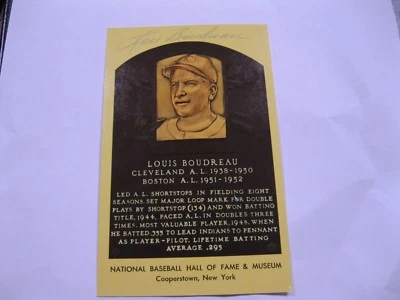 Lou Boudreau
LOUIS BOUDREAU
CLEVELAND A.L. 1938-1950
BOSTON A.L. 1951-1952
LED A.L. SHORTSTOPS IN FIELDING EIGHT
SEASONS. SET MAJOR LOOP MARK FOR DOUBLE
PLAYS BY SHORTSTOP (134) AND WON BATTING
TITLE, 1944. PACED A.L. IN DOUBLES THREE
TIMES. MOST VALUABLE PLAYER, 1948, WHEN
HE BATTED .355 TO LEAD INDIANS TO PENNANT
AS PLAYER-PILOT. LIFETIME BATTING
AVERAGE .295
NATIONAL BASEBALL HALL OF FAME & MUSEUM
Cooperstown, New York